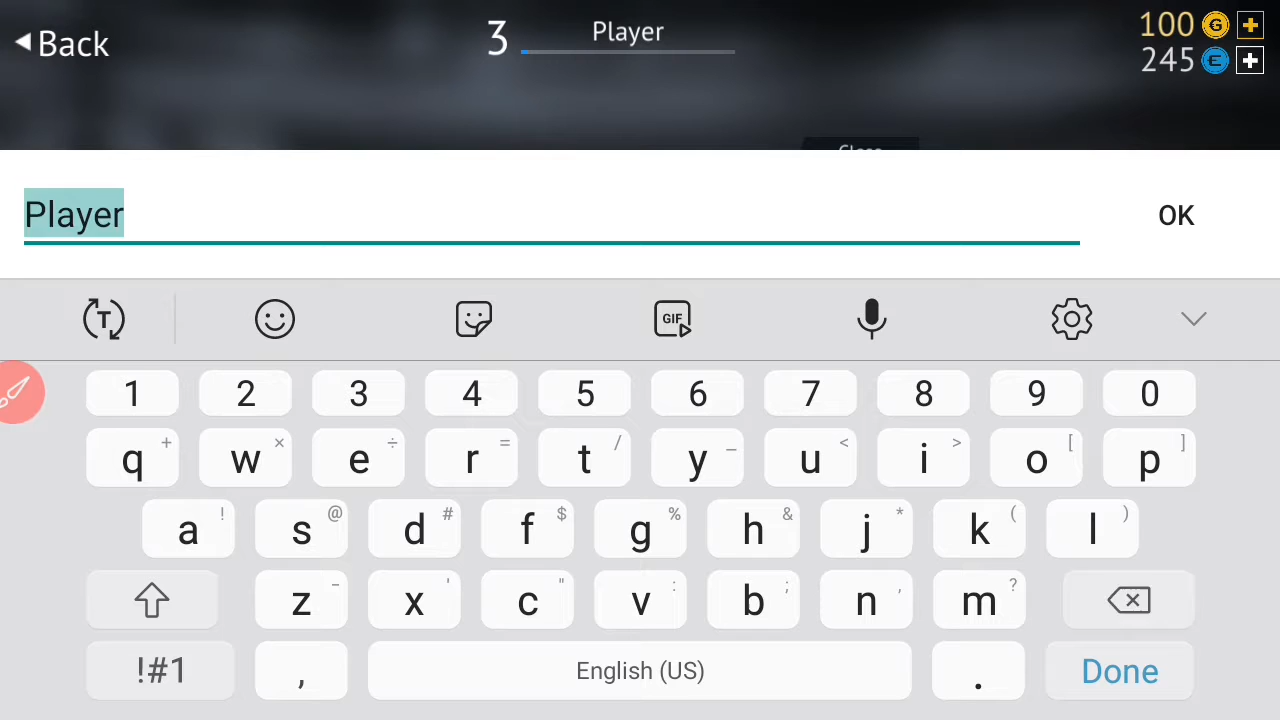 Back
3 Player
100 G +
245 E +
Player
OK
T GIF
1 2 3 4 5 6 7 8 9 0
q + w × e ÷ r = t / y _ u < i > o [ p ]
a ! s @ d # f $ g % h & j * k ( l )
z - x ' c " v : b ; n , m ?
!#1 , English (US) . Done